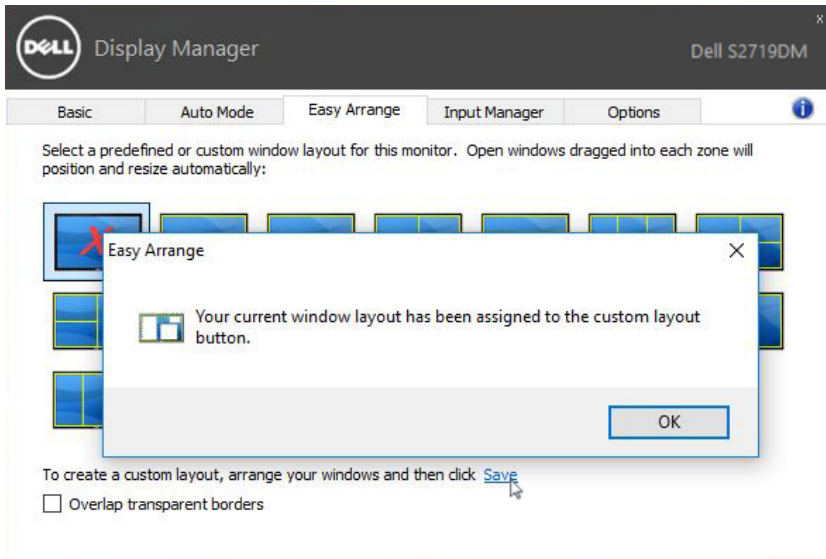 x
DELL
Display Manager
Dell S2719DM
Basic
Auto Mode
Easy Arrange
Input Manager
Options
i
Select a predefined or custom window layout for this monitor. Open windows dragged into each zone will
position and resize automatically:
X
Easy Arrange
Your current window layout has been assigned to the custom layout
button.
OK
To create a custom layout, arrange your windows and then click Save
Overlap transparent borders